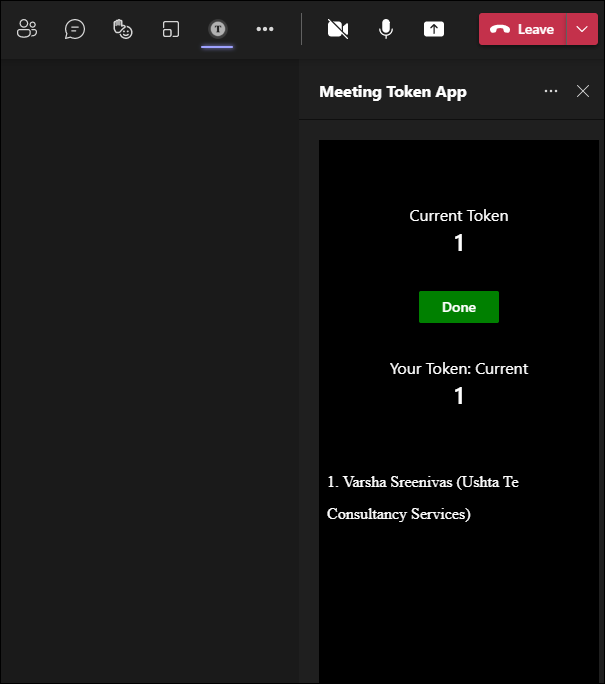 T
Leave
Meeting Token App
Current Token
1
Done
Your Token: Current
1
1. Varsha Sreenivas (Ushta Te
Consultancy Services)